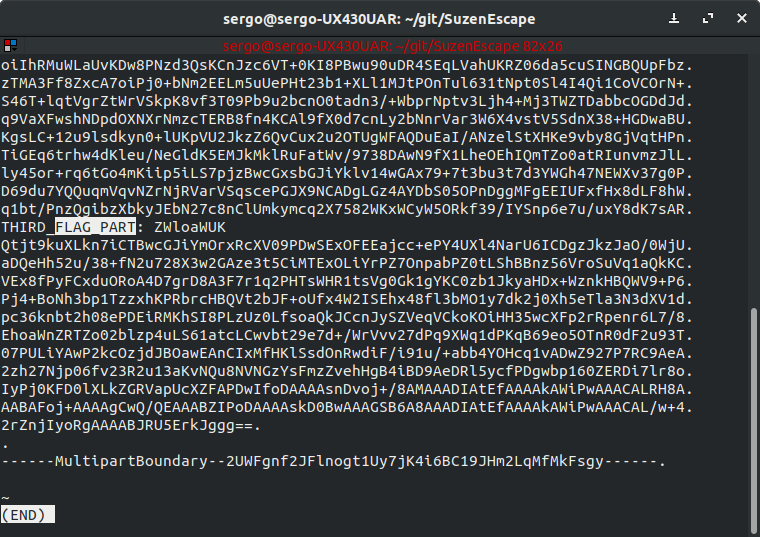 sergo@sergo-UX430UAR: ~/git/SuzenEscape
sergo@sergo-UX430UAR: ~/git/SuzenEscape 82x26
oiIhRMuWLaUvKDw8PNzd3QsKCnJzc6VT+0KI8PBwu90uDR4SEqLVahUKRZ06da5cuSINGBQUpFbz.
zTMA3Ff8ZxcA7oiPj0+bNm2EELm5uUePHt23b1+XLl1MJtPOnTul631tNpt0Sl4I4Qi1CoVCOrN+.
S46T+lqtVgrZtWrVSkpK8vf3T09Pb9u2bcnO0tadn3/+WbprNptv3Ljh4+Mj3TWZTDabbcOGDdJd.
q9VaXFwshNDpdOXNXrNmzcTERB8fn4KCAl9fX0d7cnLy2bNnrVar3W6X4vstV5SdnX38+HGDwaBU.
KgsLC+12u9lsdkyn0+lUKpVU2JkzZ6QvCux2u2OTUgWFAQDuEaI/ANzelStXHKe9vby8GjVqtHPn.
TiGEq6trhw4dKleu/NeGldK5EMJkMklRuFatWv/9738DAwN9fX1LheOEhIQmTZo0atRIunvmzJlL.
ly45or+rq6tGo4mKiip5iLS7pjzBwcGxsbGJiYklv14wGAx79+7t3bu3t7d3YWGh47NEWXv37g0P.
D69du7YQQuqmVqvNZrNjRVarVSqscePGJX9NCADgLGz4AYDbS05OPnDggMFgEEIUFxfHx8dLF8hW.
q1bt/PnzQgibzXbkyJEbN27c8nClUmkymcq2X7582WKxWCyW5ORkf39/IYSnp6e7u/uxY8dK7sAR.
THIRD_FLAG_PART: ZWloaWUK
Qtjt9kuXLkn7iCTBwcGJiYmOrxRcXV09PDwSExOFEEajcc+ePY4UXl4NarU6ICDgzJkzJaO/0WjU.
aDQeHh52u/38+fN2u728X3w2GAze3t5CiMTExOLiYrPZ7OnpabPZ0tLShBBnz56VroSuVq1aQkKC.
VEx8fPyFCxduORoA4D7grD8A3F7r1q2PHTsWHR1tsVg0Gk1gYKC0zb1JkyaHDx+WznkHBQWV9+P6.
Pj4+BoNh3bp1TzzxhKPRbrcHBQVt2bJF+oUfx4W2ISEhx48fl3bMO1y7dk2j0Xh5eTla3N3dXV1d.
pc36knbt2h08ePDEiRMKhSI8PLzUz0LfsoaQkJCcnJySZVeqVCkoKOiHH35wcXFp2rRpenr6L7/8.
EhoaWnZRTZo02blzp4uLS61atcLCwvbt29e7d+/WrVvv27dPq9XWq1dPKqB69eo5OTnR0dF2u93T.
07PULiYAwP2kcOzjdJBOawEAnCIxMfHKlSsdOnRwdiF/i91u/+abb4YOHcq1vADwZ927P7RC9AeA.
2zh27Njp06fv23R2u13aKvNQu8NVNGzYsFmzZvehHgB4iBD9AeDRl5ycfPDgwbp160ZERDi7lr8o.
IyPj0KFD0lXLkZGRVapUcXZFAPDwIfoDAAAAsnDvoj+/8AMAAADIAtEfAAAAkAWiPwAAACALRH8A.
AABAFoj+AAAAgCwQ/QEAAABZIPoDAAAAskD0BwAAAGSB6A8AAADIAtEfAAAAkAWiPwAAACAL/w+4.
2rZnjIyoRgAAAABJRU5ErkJggg==.
.
------MultipartBoundary--2UWFgnf2JFlnogt1Uy7jK4i6BC19JHm2LqMfMkFsgy------.
~
(END)